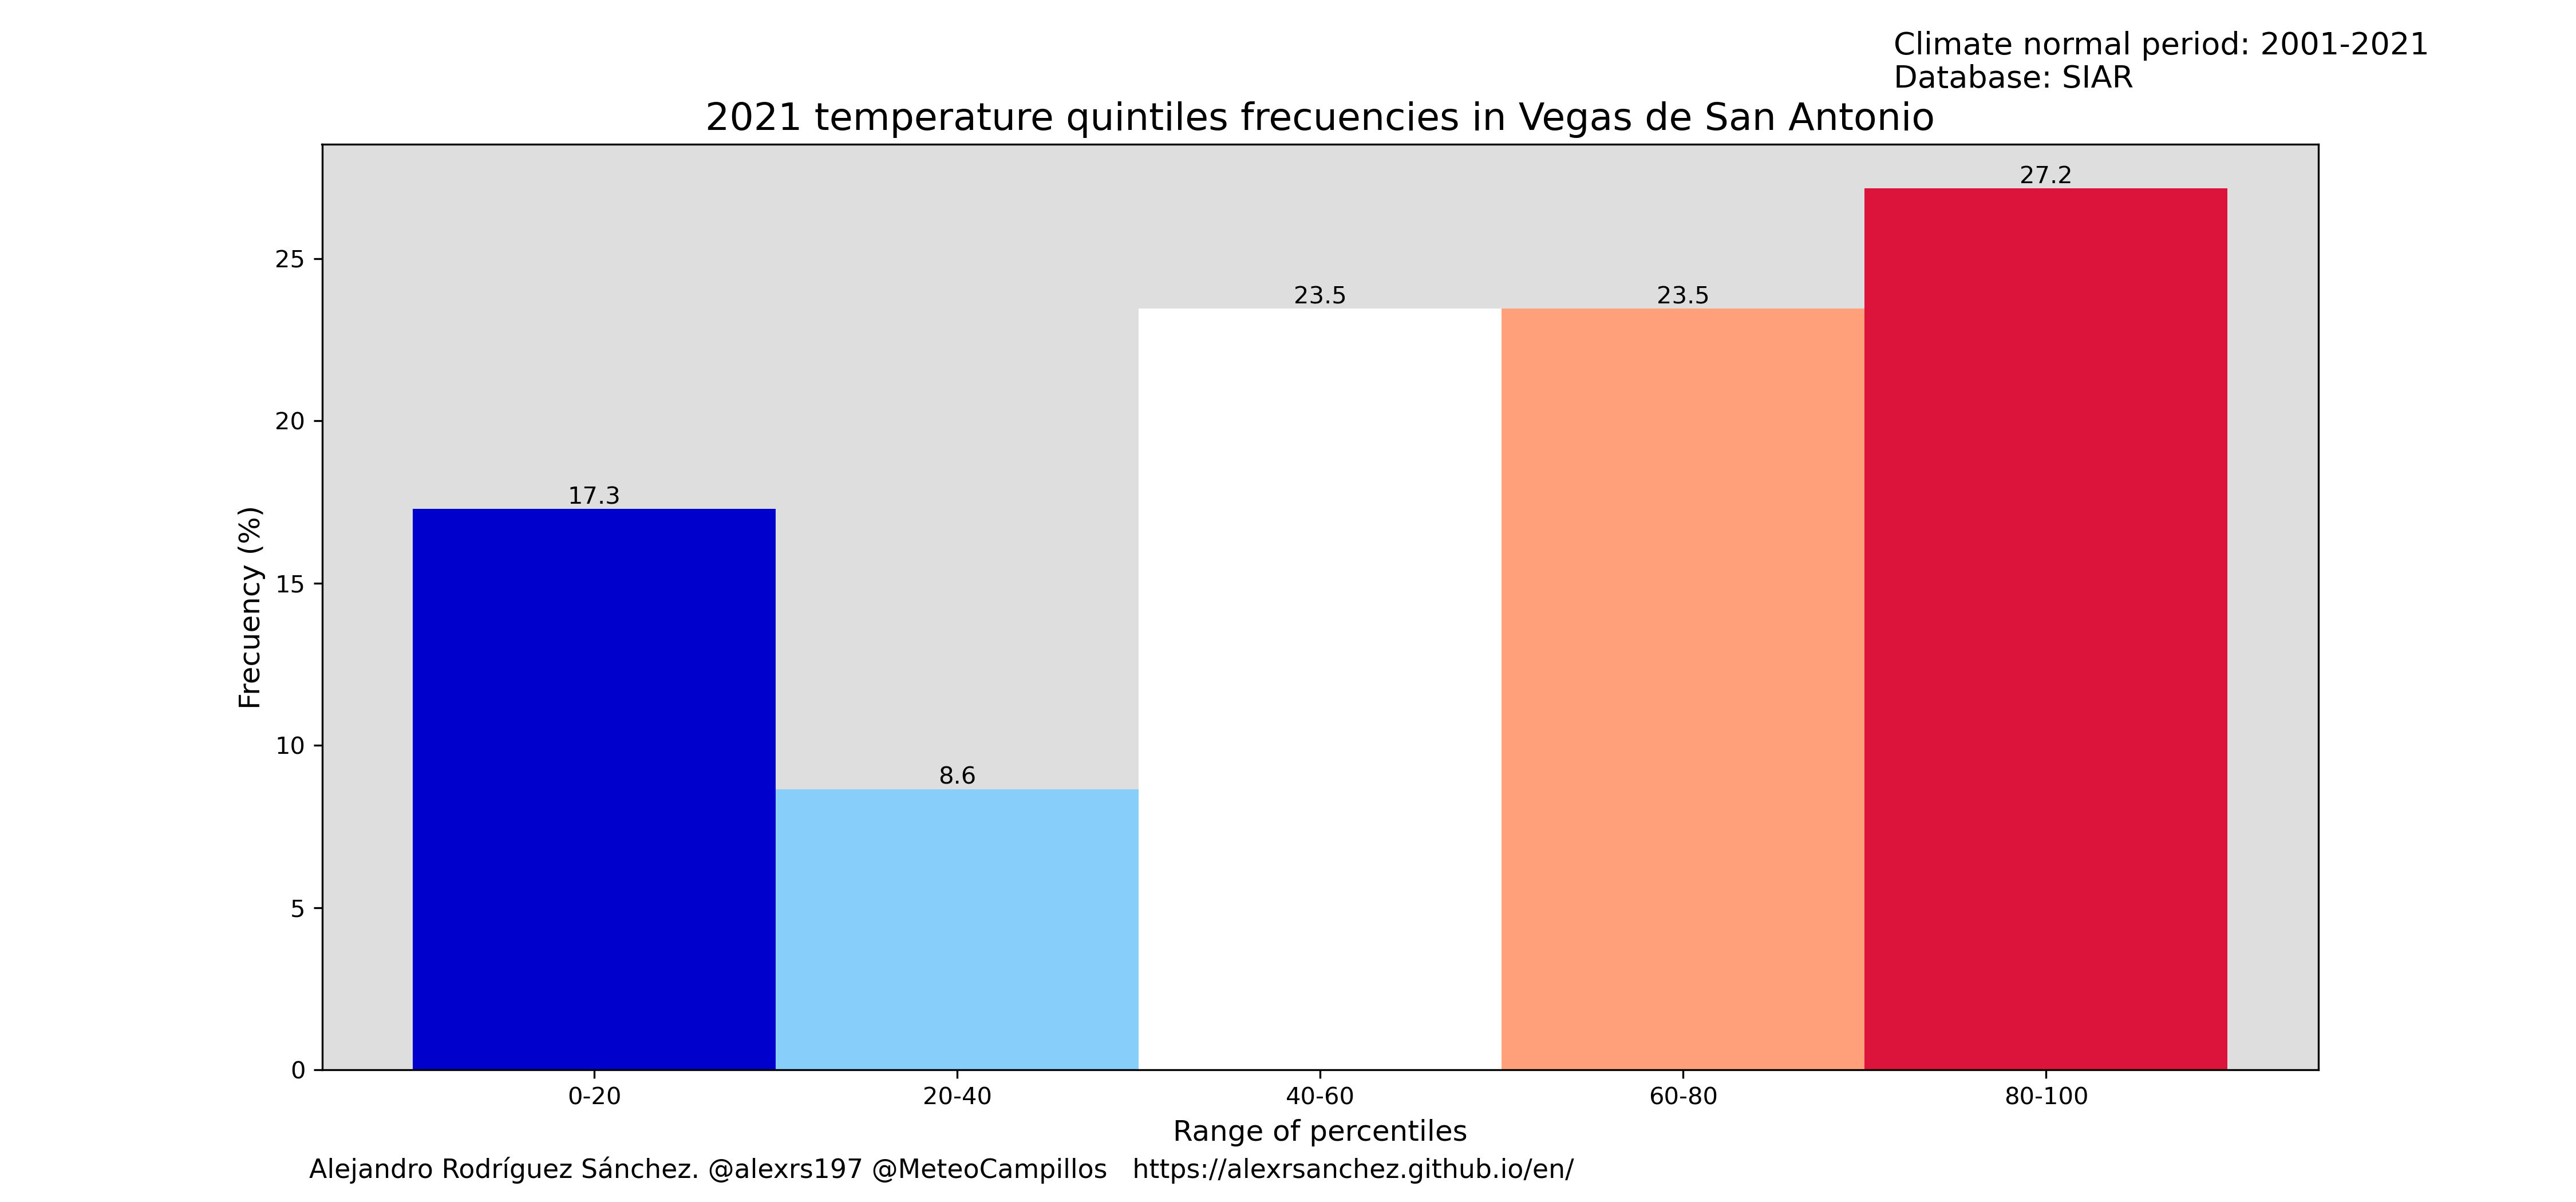 Climate normal period: 2001-2021
Database: SIAR
2021 temperature quintiles frecuencies in Vegas de San Antonio
27.2
25
23.5
23.5
20
17.3
Frecuency (%)
15
10
8.6
5
0
0-20
20-40
40-60
60-80
80-100
Range of percentiles
Alejandro Rodríguez Sánchez. @alexrs197 @MeteoCampillos   https://alexrsanchez.github.io/en/